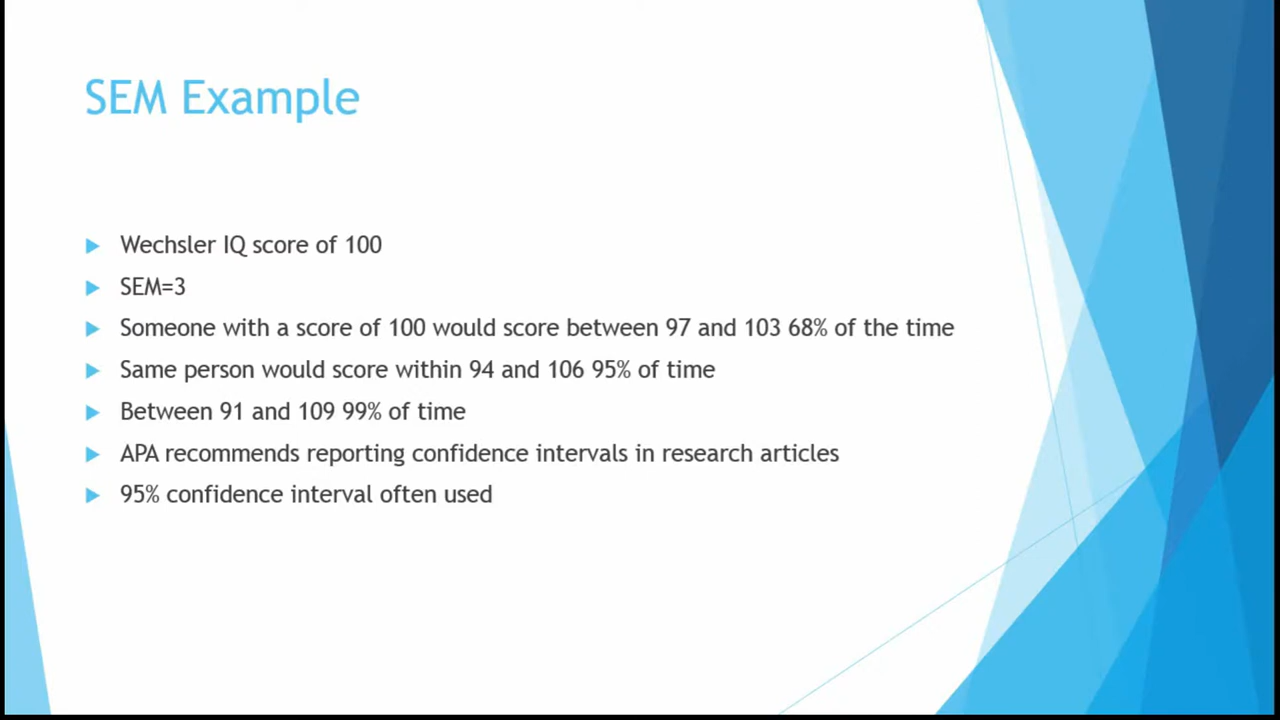 SEM Example
Wechsler IQ score of 100
SEM=3
Someone with a score of 100 would score between 97 and 103 68% of the time
Same person would score within 94 and 106 95% of time
Between 91 and 109 99% of time
APA recommends reporting confidence intervals in research articles
95% confidence interval often used